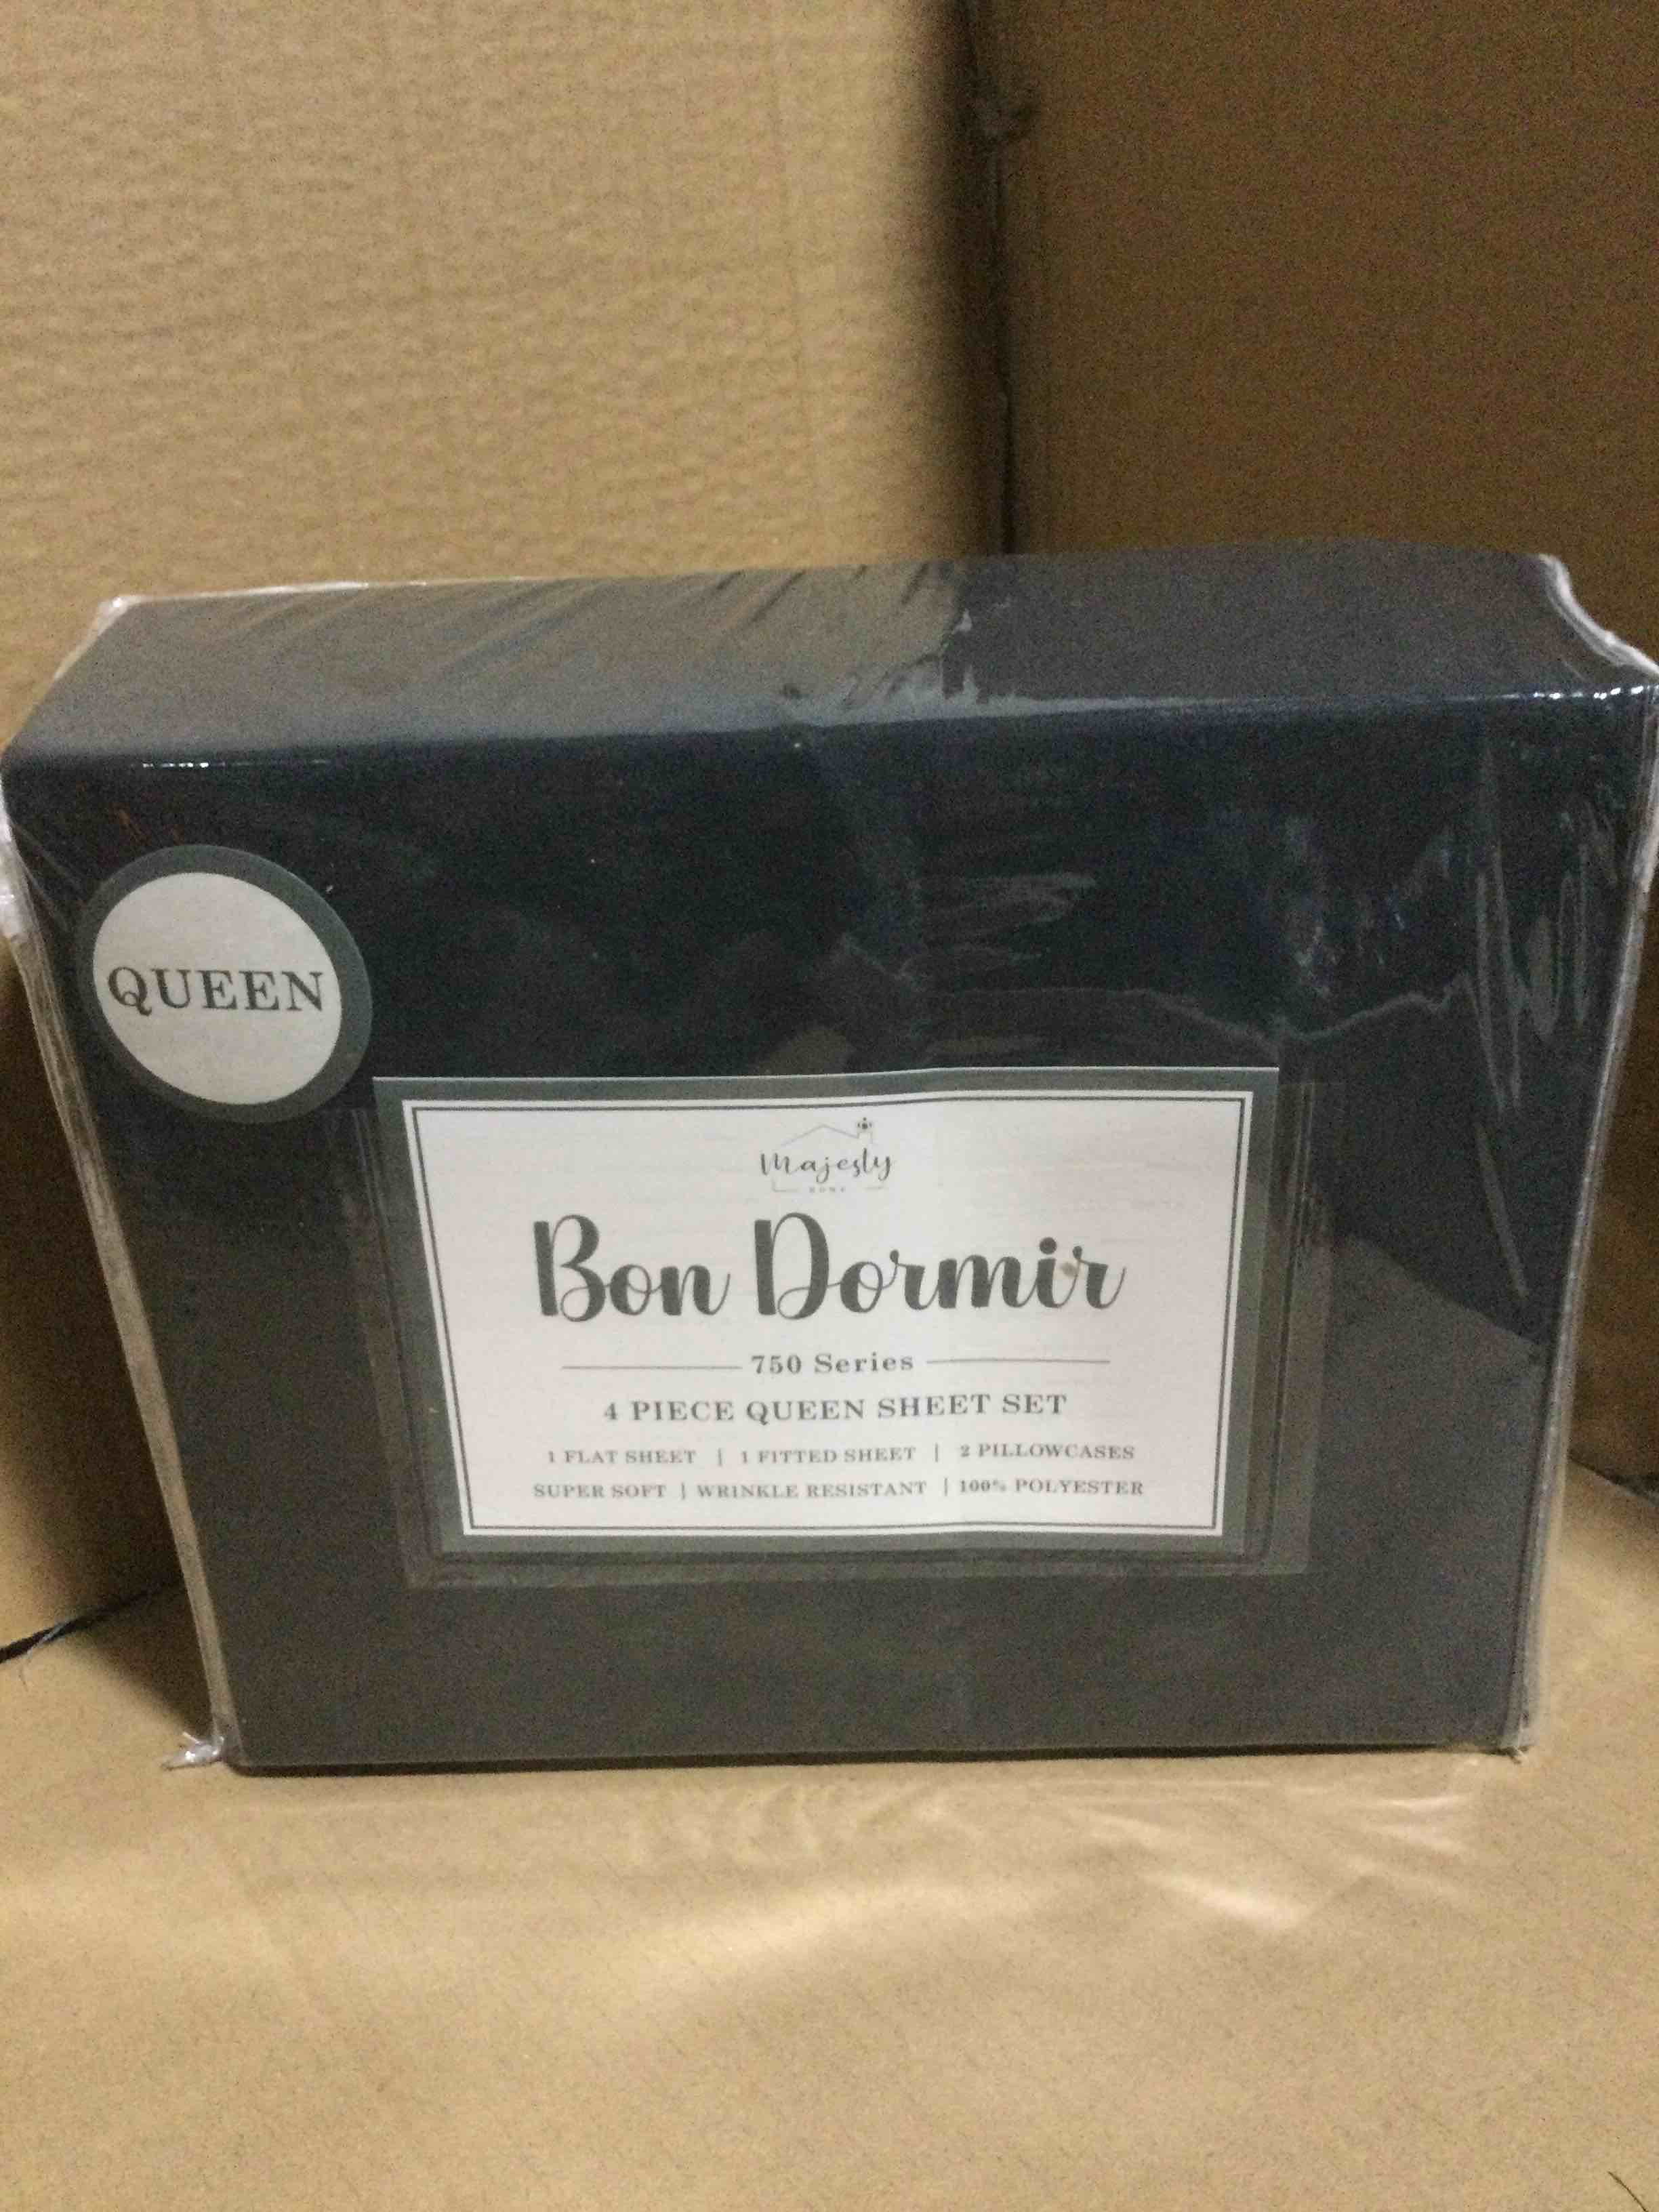 QUEEN
Majesty
HOME
Bon Dormir
750 Series
4 PIECE QUEEN SHEET SET
1 FLAT SHEET | 1 FITTED SHEET | 2 PILLOWCASES
SUPER SOFT | WRINKLE RESISTANT | 100% POLYESTER